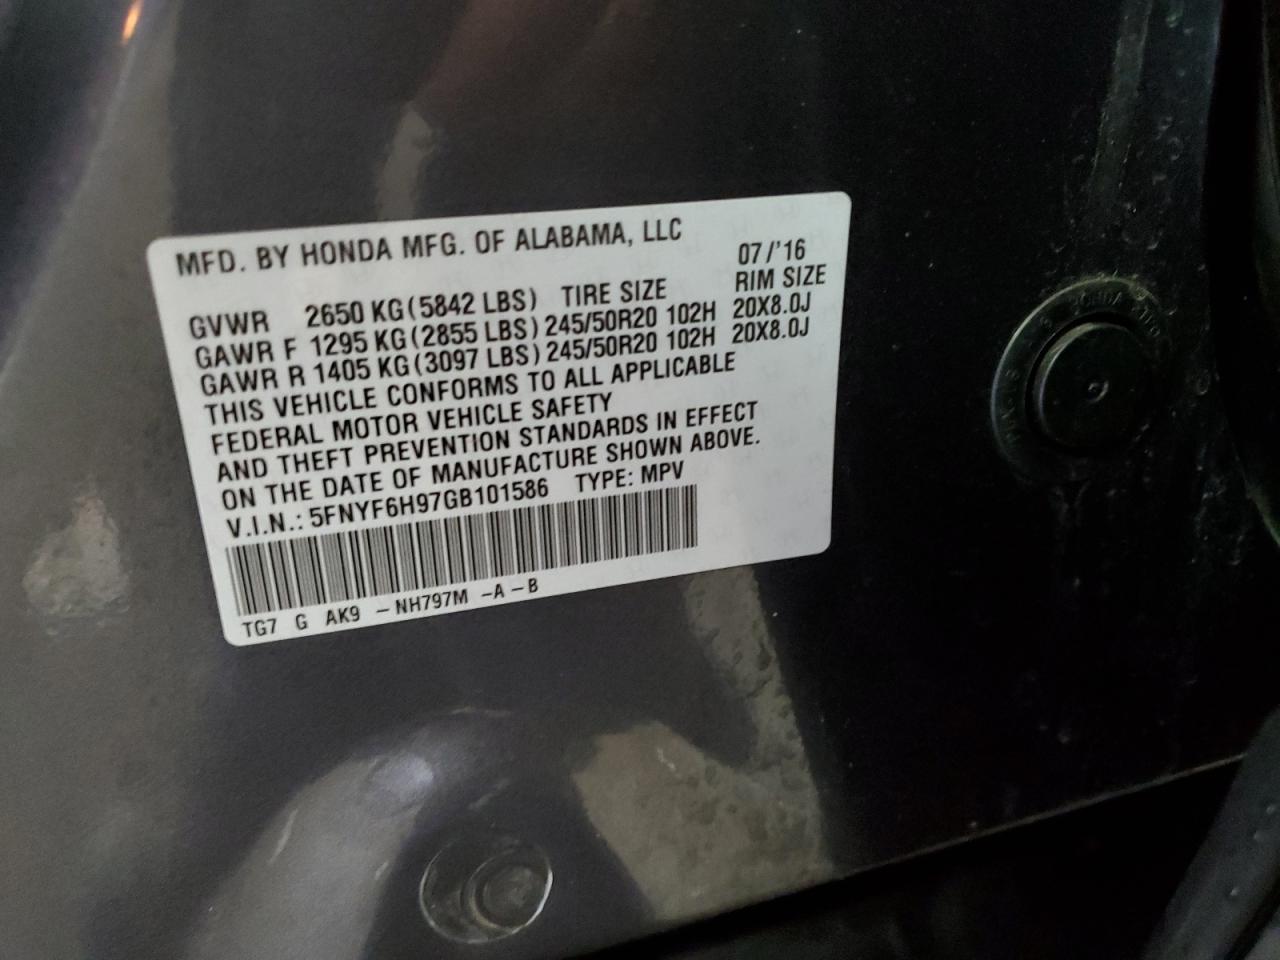 MFD. BY HONDA MFG. OF ALABAMA, LLC
07/'16
GVWR 2650 KG(5842 LBS) TIRE SIZE RIM SIZE
GAWR F 1295 KG(2855 LBS) 245/50R20 102H 20X8.0J
GAWR R 1405 KG(3097 LBS) 245/50R20 102H 20X8.0J
THIS VEHICLE CONFORMS TO ALL APPLICABLE
FEDERAL MOTOR VEHICLE SAFETY
AND THEFT PREVENTION STANDARDS IN EFFECT
ON THE DATE OF MANUFACTURE SHOWN ABOVE.
V.I.N.: 5FNYF6H97GB101586 TYPE: MPV
TG7 G AK9 -NH797M -A-B
HONDA